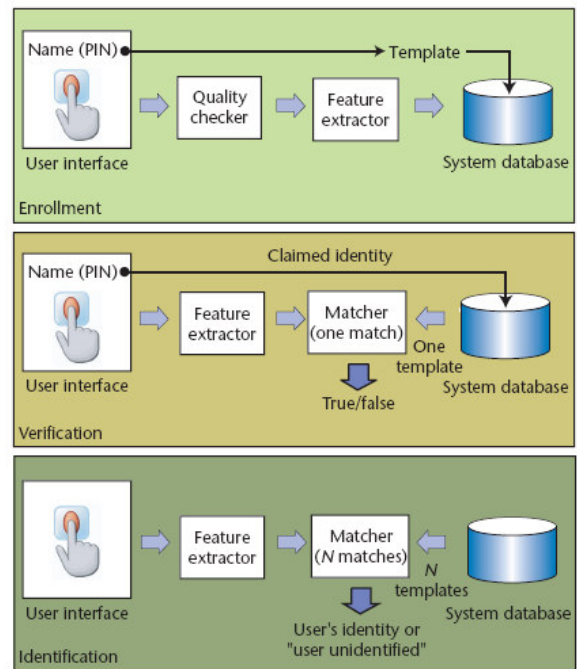 Name (PIN)
Template
Quality
checker
Feature
extractor
User interface
System database
Enrollment
Name (PIN)
Claimed identity
Feature
extractor
Matcher
(one match)
One
template
User interface
System database
True/false
Verification
Feature
extractor
Matcher
(N matches)
N
templates
User interface
System database
User's identity or
"user unidentified"
Identification